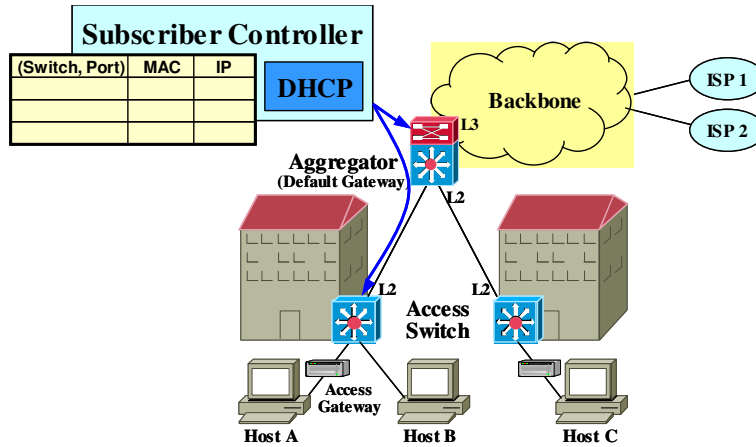 Subscriber Controller
(Switch, Port) MAC IP
DHCP
Backbone
ISP 1
ISP 2
L3
Aggregator
(Default Gateway)
L2
L2
L2
Access
Switch
Access
Gateway
Host A
Host B
Host C